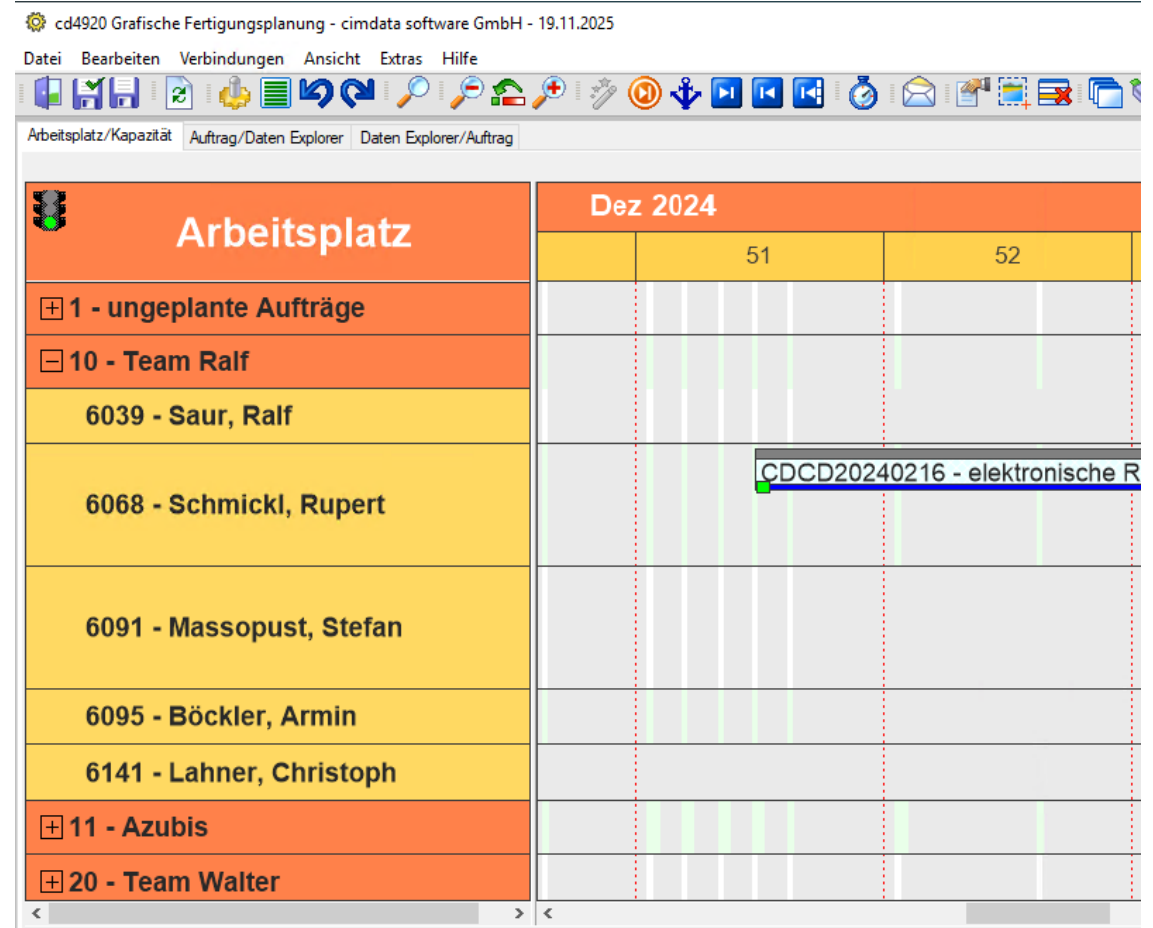 cd4920 Grafische Fertigungsplanung - cimdata software GmbH - 19.11.2025
Datei Bearbeiten Verbindungen Ansicht Extras Hilfe
Arbeitsplatz/Kapazität Auftrag/Daten Explorer Daten Explorer/Auftrag
Dez 2024
Arbeitsplatz
51 52
1 - ungeplante Aufträge
10 - Team Ralf
6039 - Saur, Ralf
CDCD20240216 - elektronische R
6068 - Schmickl, Rupert
6091 - Massopust, Stefan
6095 - Böckler, Armin
6141 - Lahner, Christoph
11 - Azubis
20 - Team Walter